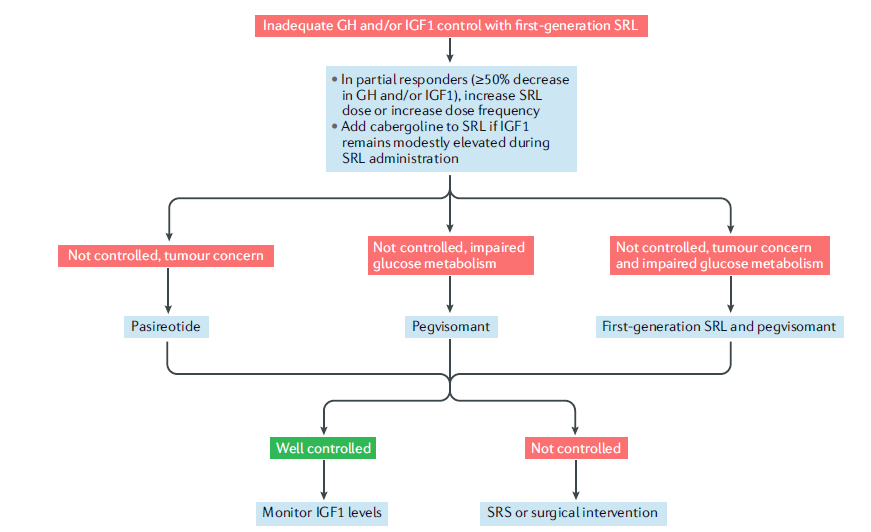 Inadequate GH and/or IGF1 control with first-generation SRL
• In partial responders (≥50% decrease
in GH and/or IGF1), increase SRL
dose or increase dose frequency
• Add cabergoline to SRL if IGF1
remains modestly elevated during
SRL administration
Not controlled, tumour concern
Not controlled, impaired
glucose metabolism
Not controlled, tumour concern
and impaired glucose metabolism
Pasireotide
Pegvisomant
First-generation SRL and pegvisomant
Well controlled
Not controlled
Monitor IGF1 levels
SRS or surgical intervention